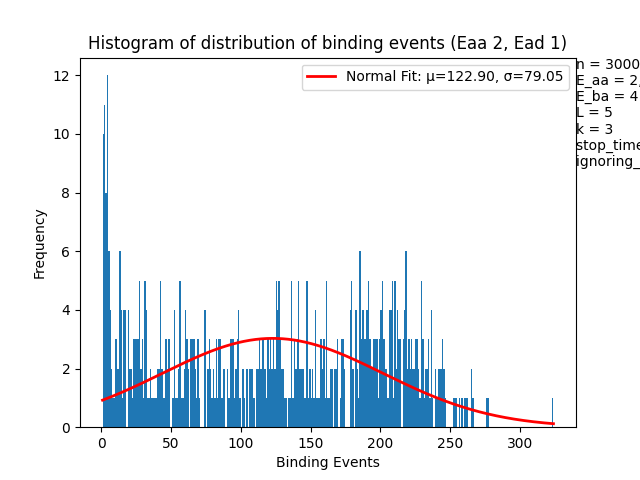 Histogram of distribution of binding events (Eaa 2, Ead 1)
Normal Fit: μ=122.90, σ=79.05
n = 3000
E_aa = 2,
E_ba = 4
L = 5
k = 3
stop_time
ignoring_
Frequency
12
10
8
6
4
2
0
0 50 100 150 200 250 300
Binding Events